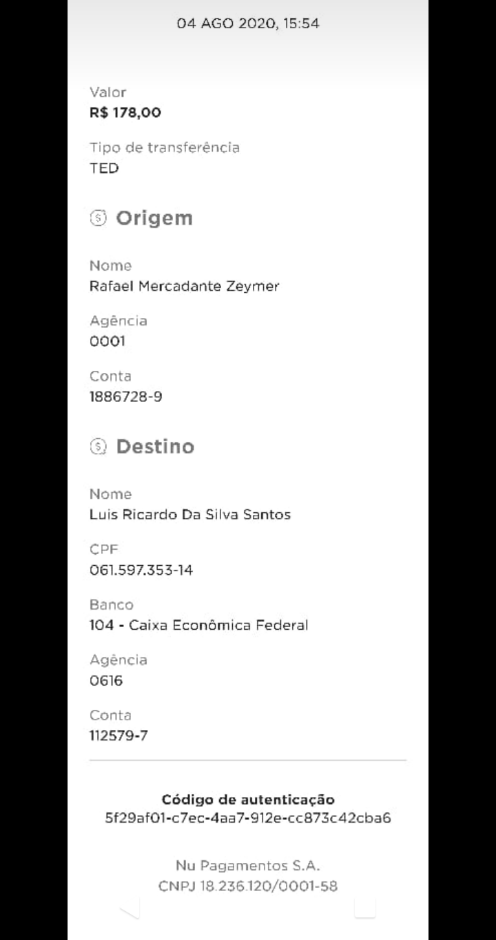 04 AGO 2020, 15:54
Valor
R$ 178,00
Tipo de transferência
TED
Origem
Nome
Rafael Mercadante Zeymer
Agência
0001
Conta
1886728-9
Destino
Nome
Luis Ricardo Da Silva Santos
CPF
061.597.353-14
Banco
104 - Caixa Econômica Federal
Agência
0616
Conta
112579-7
Código de autenticação
5f29af01-c7ec-4aa7-912e-cc873c42cba6
Nu Pagamentos S.A.
CNPJ 18.236.120/0001-58